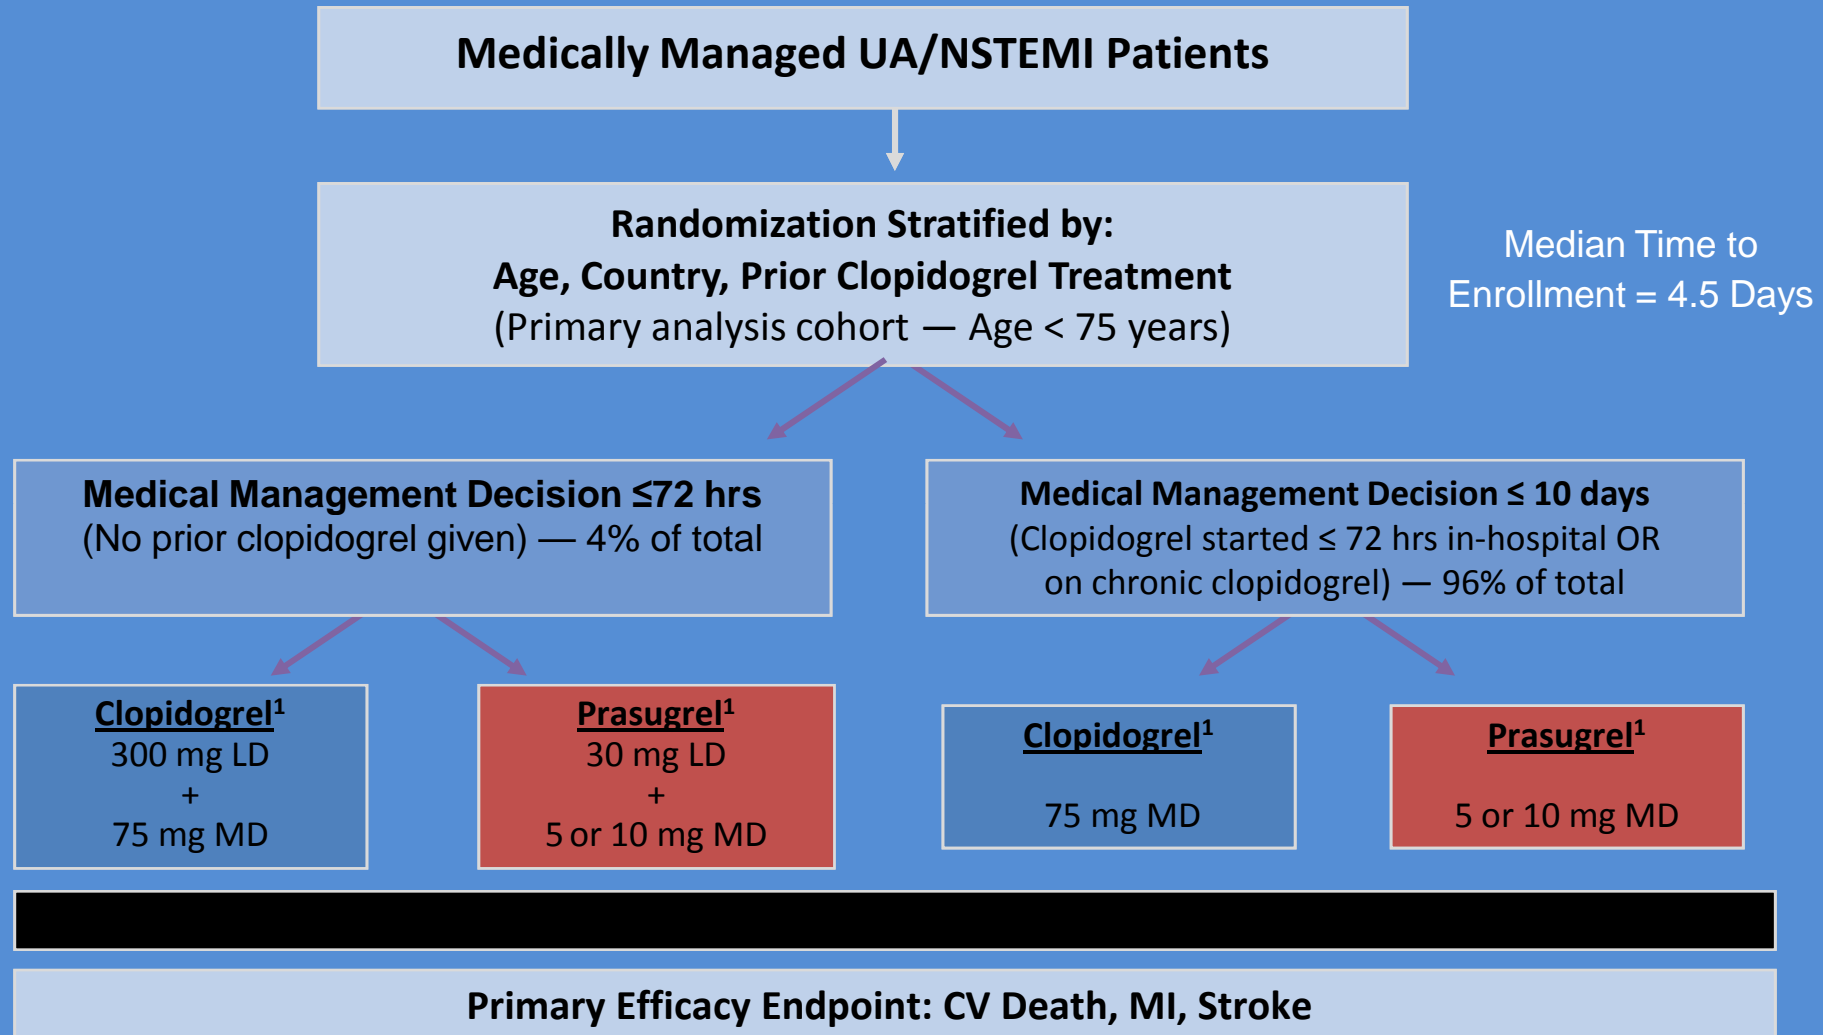 Medically Managed UA/NSTEMI Patients
Randomization Stratified by:
Age, Country, Prior Clopidogrel Treatment
(Primary analysis cohort — Age < 75 years)
Median Time to
Enrollment = 4.5 Days
Medical Management Decision ≤72 hrs
(No prior clopidogrel given) — 4% of total
Medical Management Decision ≤ 10 days
(Clopidogrel started ≤ 72 hrs in-hospital OR
on chronic clopidogrel) — 96% of total
Clopidogrel¹
300 mg LD
+
75 mg MD
Prasugrel¹
30 mg LD
+
5 or 10 mg MD
Clopidogrel¹
75 mg MD
Prasugrel¹
5 or 10 mg MD
Primary Efficacy Endpoint: CV Death, MI, Stroke